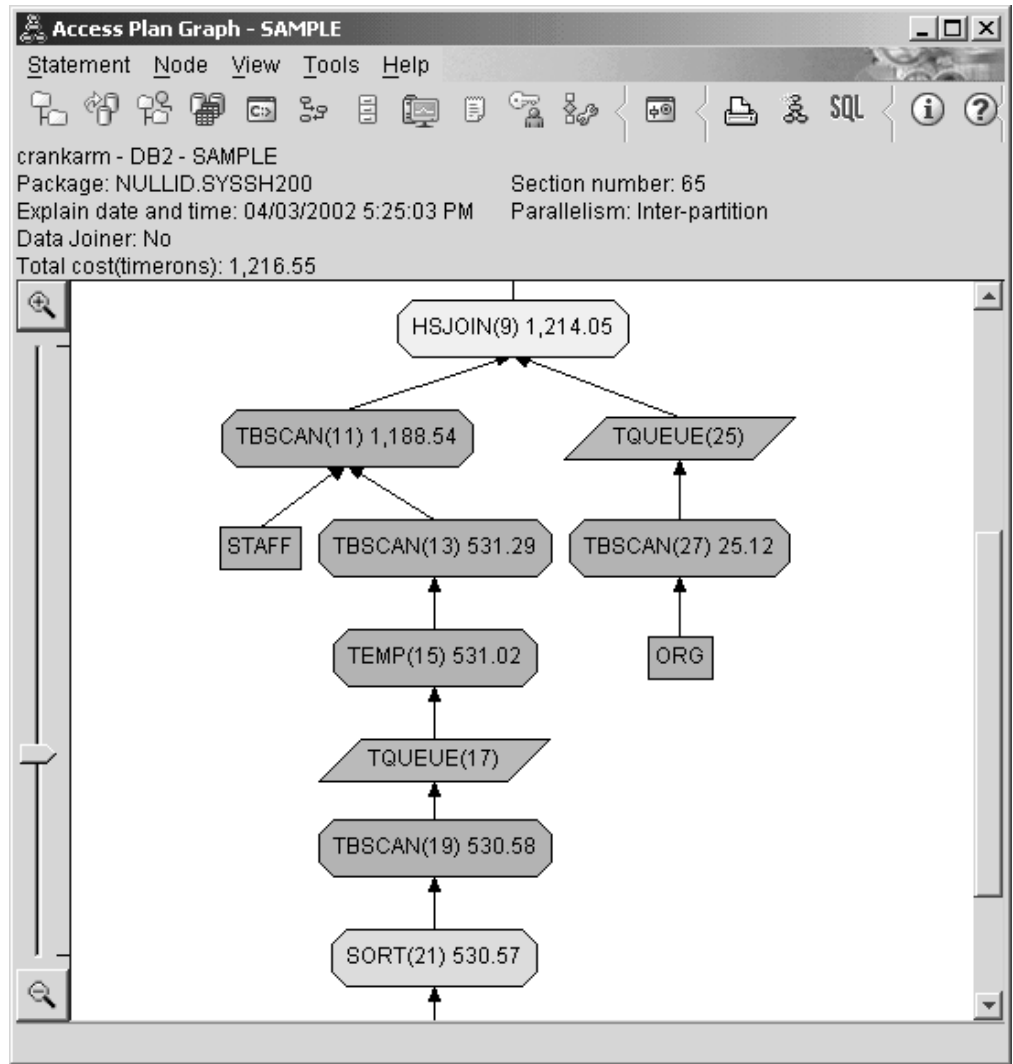 Access Plan Graph - SAMPLE
Statement Node View Tools Help
C:\>
SQL
i
?
crankarm - DB2 - SAMPLE
Package: NULLID.SYSSH200 Section number: 65
Explain date and time: 04/03/2002 5:25:03 PM Parallelism: Inter-partition
Data Joiner: No
Total cost(timerons): 1,216.55
HSJOIN(9) 1,214.05
TBSCAN(11) 1,188.54
TQUEUE(25)
STAFF
TBSCAN(13) 531.29
TBSCAN(27) 25.12
TEMP(15) 531.02
ORG
TQUEUE(17)
TBSCAN(19) 530.58
SORT(21) 530.57